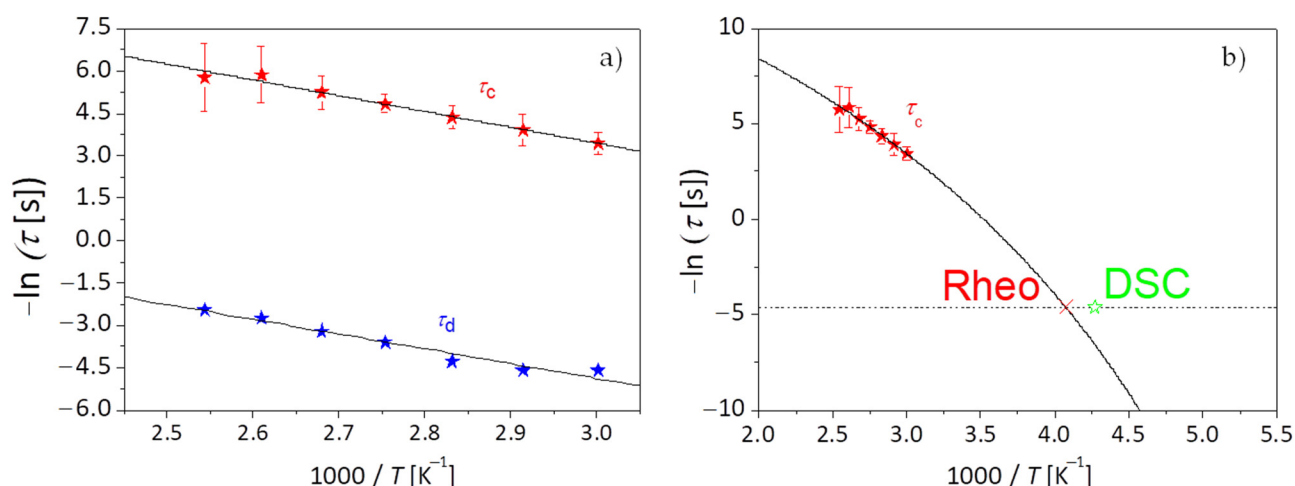 7.5
6.0
4.5
3.0
1.5
0.0
−1.5
−3.0
−4.5
−6.0
−ln (τ [s])
a)
τc
τd
2.5 2.6 2.7 2.8 2.9 3.0
1000 / T [K⁻¹]
10
5
0
−5
−10
−ln (τ [s])
b)
τc
Rheo DSC
2.0 2.5 3.0 3.5 4.0 4.5 5.0 5.5
1000 / T [K⁻¹]